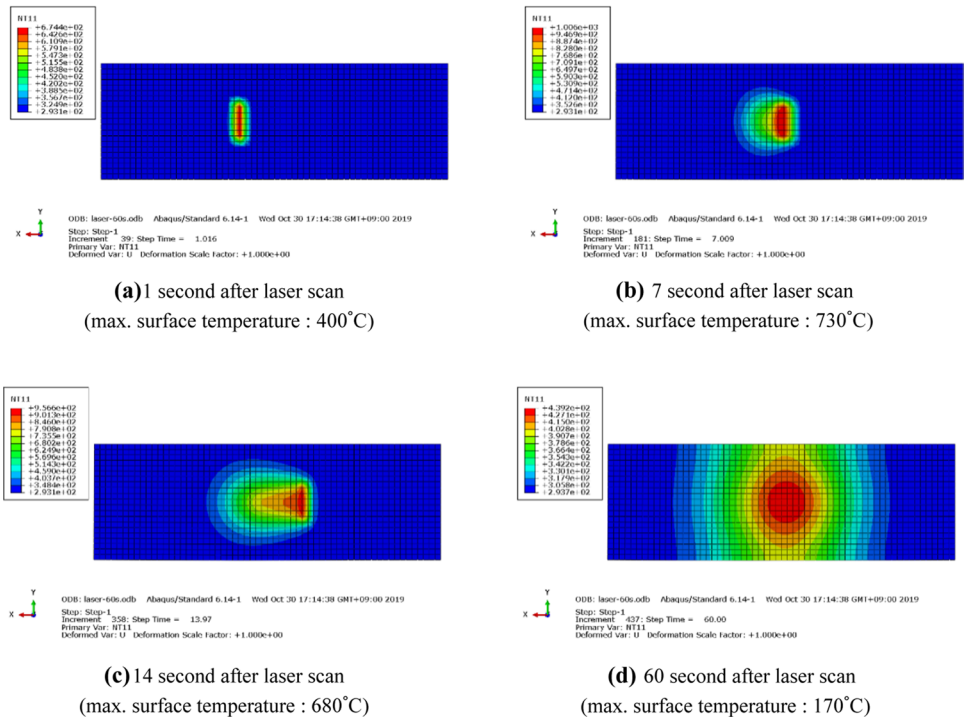 NT11
+6.744e+02
+6.426e+02
+6.109e+02
+5.791e+02
+5.473e+02
+5.155e+02
+4.838e+02
+4.520e+02
+4.202e+02
+3.885e+02
+3.567e+02
+3.249e+02
+2.931e+02
Y
X
ODB: laser-60s.odb Abaqus/Standard 6.14-1 Wed Oct 30 17:14:38 GMT+09:00 2019
Step: Step-1
Increment 39: Step Time = 1.016
Primary Var: NT11
Deformed Var: U Deformation Scale Factor: +1.000e+00
(a)1 second after laser scan
(max. surface temperature : 400˚C)
NT11
+1.006e+03
+9.469e+02
+8.874e+02
+8.280e+02
+7.686e+02
+7.091e+02
+6.497e+02
+5.903e+02
+5.309e+02
+4.714e+02
+4.120e+02
+3.526e+02
+2.931e+02
Y
X
ODB: laser-60s.odb Abaqus/Standard 6.14-1 Wed Oct 30 17:14:38 GMT+09:00 2019
Step: Step-1
Increment 181: Step Time = 7.009
Primary Var: NT11
Deformed Var: U Deformation Scale Factor: +1.000e+00
(b) 7 second after laser scan
(max. surface temperature : 730˚C)
NT11
+9.566e+02
+9.013e+02
+8.460e+02
+7.908e+02
+7.355e+02
+6.802e+02
+6.249e+02
+5.696e+02
+5.143e+02
+4.590e+02
+4.037e+02
+3.484e+02
+2.931e+02
Y
X
ODB: laser-60s.odb Abaqus/Standard 6.14-1 Wed Oct 30 17:14:38 GMT+09:00 2019
Step: Step-1
Increment 358: Step Time = 13.97
Primary Var: NT11
Deformed Var: U Deformation Scale Factor: +1.000e+00
(c) 14 second after laser scan
(max. surface temperature : 680˚C)
NT11
+4.392e+02
+4.271e+02
+4.150e+02
+4.028e+02
+3.907e+02
+3.786e+02
+3.664e+02
+3.543e+02
+3.422e+02
+3.301e+02
+3.179e+02
+3.058e+02
+2.937e+02
Y
X
ODB: laser-60s.odb Abaqus/Standard 6.14-1 Wed Oct 30 17:14:38 GMT+09:00 2019
Step: Step-1
Increment 437: Step Time = 60.00
Primary Var: NT11
Deformed Var: U Deformation Scale Factor: +1.000e+00
(d) 60 second after laser scan
(max. surface temperature : 170˚C)